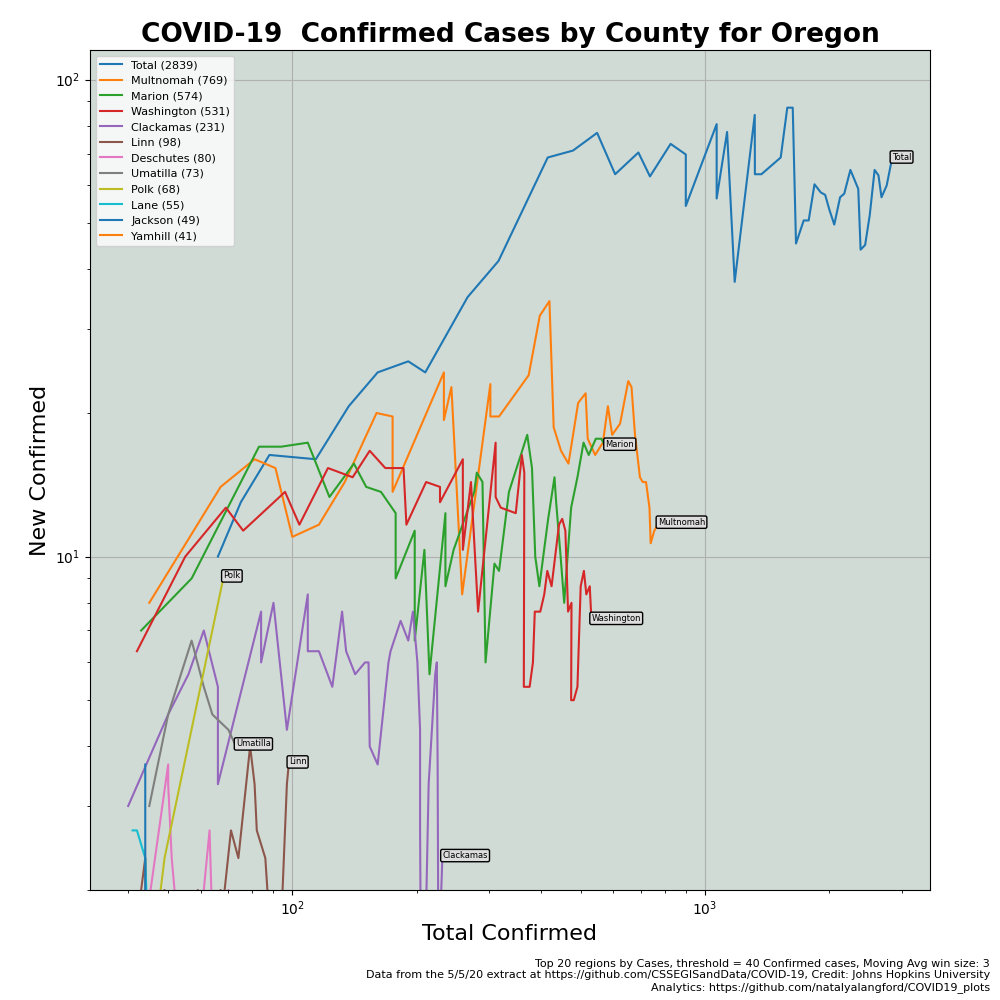 COVID-19  Confirmed Cases by County for Oregon
Total (2839)
Multnomah (769)
Marion (574)
Washington (531)
Clackamas (231)
Linn (98)
Deschutes (80)
Umatilla (73)
Polk (68)
Lane (55)
Jackson (49)
Yamhill (41)
10²
10¹
New Confirmed
Total
Marion
Multnomah
Polk
Washington
Umatilla
Linn
Clackamas
10²
10³
Total Confirmed
Top 20 regions by Cases, threshold = 40 Confirmed cases, Moving Avg win size: 3
Data from the 5/5/20 extract at https://github.com/CSSEGISandData/COVID-19, Credit: Johns Hopkins University
Analytics: https://github.com/natalyalangford/COVID19_plots